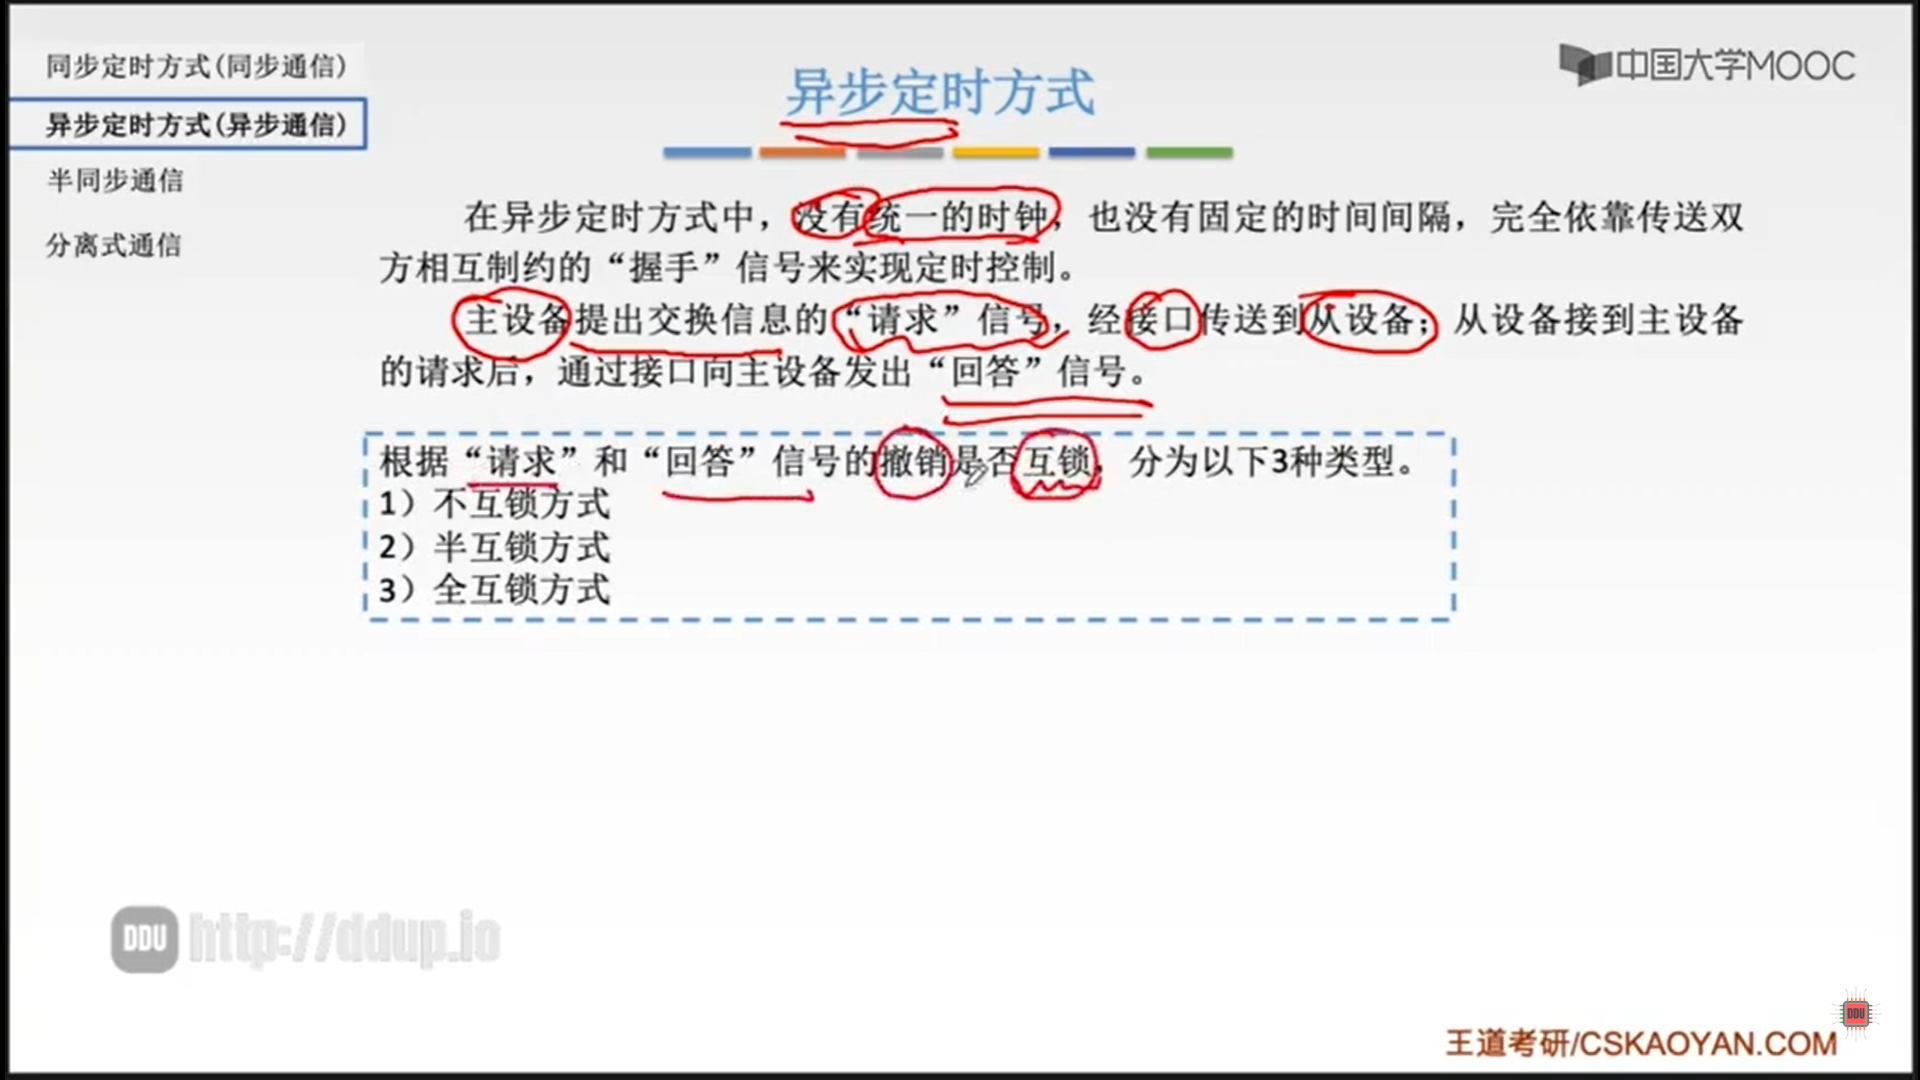 同步定时方式(同步通信)
异步定时方式(异步通信)
半同步通信
分离式通信
异步定时方式
中国大学MOOC
在异步定时方式中，没有统一的时钟，也没有固定的时间间隔，完全依靠传送双
方相互制约的“握手”信号来实现定时控制。
主设备提出交换信息的“请求”信号，经接口传送到从设备；从设备接到主设备
的请求后，通过接口向主设备发出“回答”信号。
根据“请求”和“回答”信号的撤销是否互锁，分为以下3种类型。
1）不互锁方式
2）半互锁方式
3）全互锁方式
DDU http://ddup.io
DDU
王道考研/CSKAOYAN.COM